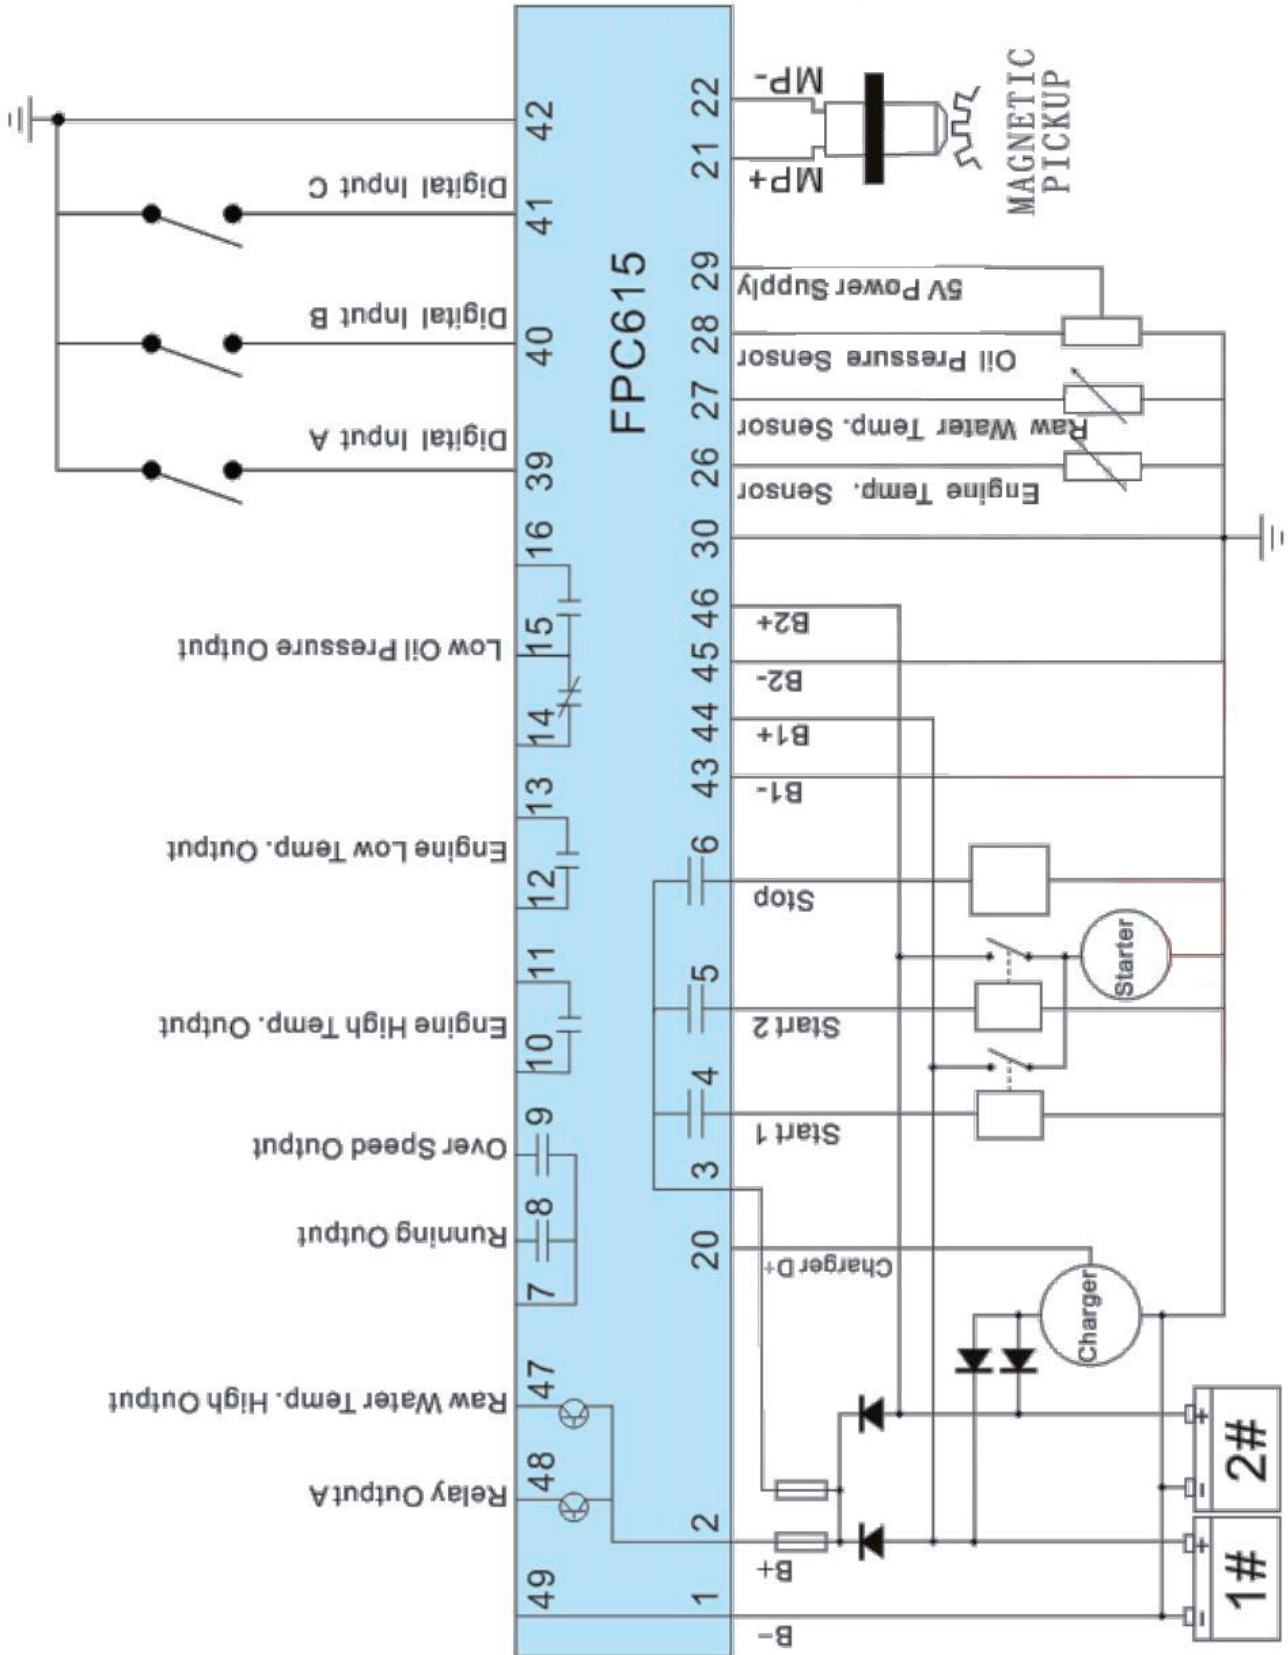 42
Digital Input C
41
Digital Input B
40
Digital Input A
39
16
Low Oil Pressure Output
15
14
13
Engine Low Temp. Output
12
11
Engine High Temp. Output
10
Over Speed Output
9
Running Output
8
7
Raw Water Temp. High Output
47
Relay Output A
48
49
FPC615
22
MP-
21
MP+
MAGNETIC
PICKUP
29
5V Power Supply
28
Oil Pressure Sensor
27
Raw Water Temp. Sensor
26
Engine Temp. Sensor
30
46
B2+
45
B2-
44
B1+
43
B1-
6
Stop
5
Start 2
Starter
4
Start 1
3
20
Charger D+
Charger
2
B+
1
B-
+
-
2#
+
-
1#